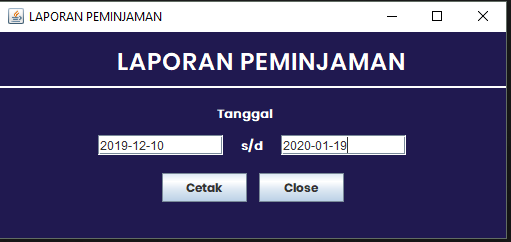 LAPORAN PEMINJAMAN
LAPORAN PEMINJAMAN
Tanggal
2019-12-10 s/d 2020-01-19
Cetak Close